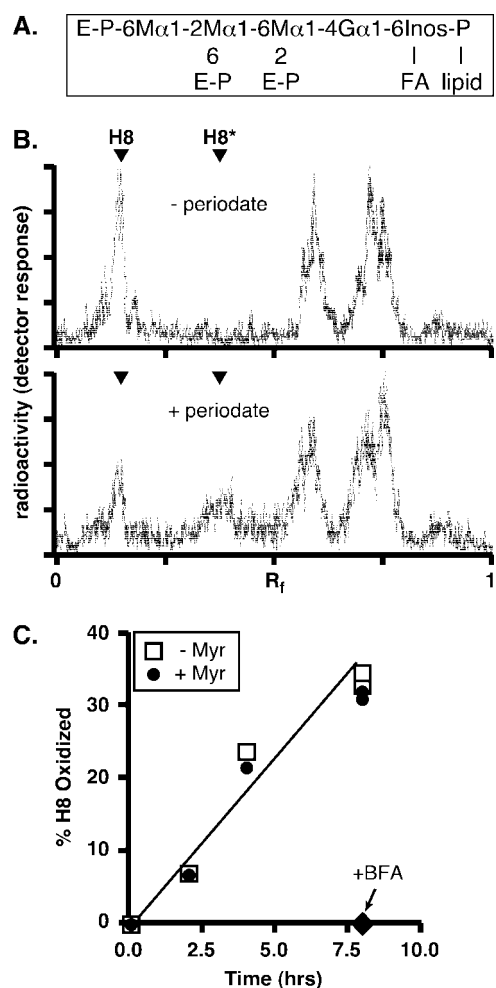 A.
E-P-6Mα1-2Mα1-6Mα1-4Gα1-6Inos-P
6 2 | |
E-P E-P FA lipid
B.
H8 H8*
- periodate
+ periodate
radioactivity (detector response)
0 Rf 1
C.
40
30
20
10
0
% H8 Oxidized
- Myr
+ Myr
+BFA
0.0 2.5 5.0 7.5 10.0
Time (hrs)